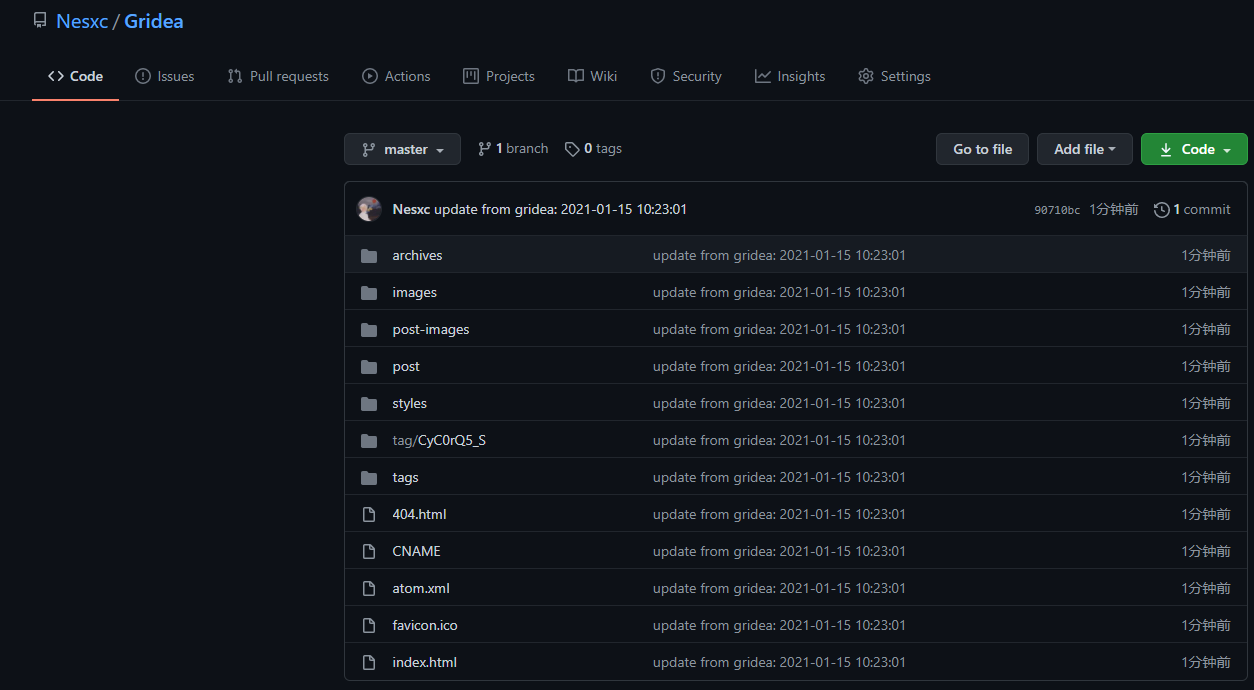 Nesxc / Gridea
Code Issues Pull requests Actions Projects Wiki Security Insights Settings
master 1 branch 0 tags Go to file Add file Code
Nesxc update from gridea: 2021-01-15 10:23:01 90710bc 1分钟前 1 commit
archives update from gridea: 2021-01-15 10:23:01 1分钟前
images update from gridea: 2021-01-15 10:23:01 1分钟前
post-images update from gridea: 2021-01-15 10:23:01 1分钟前
post update from gridea: 2021-01-15 10:23:01 1分钟前
styles update from gridea: 2021-01-15 10:23:01 1分钟前
tag/CyC0rQ5_S update from gridea: 2021-01-15 10:23:01 1分钟前
tags update from gridea: 2021-01-15 10:23:01 1分钟前
404.html update from gridea: 2021-01-15 10:23:01 1分钟前
CNAME update from gridea: 2021-01-15 10:23:01 1分钟前
atom.xml update from gridea: 2021-01-15 10:23:01 1分钟前
favicon.ico update from gridea: 2021-01-15 10:23:01 1分钟前
index.html update from gridea: 2021-01-15 10:23:01 1分钟前